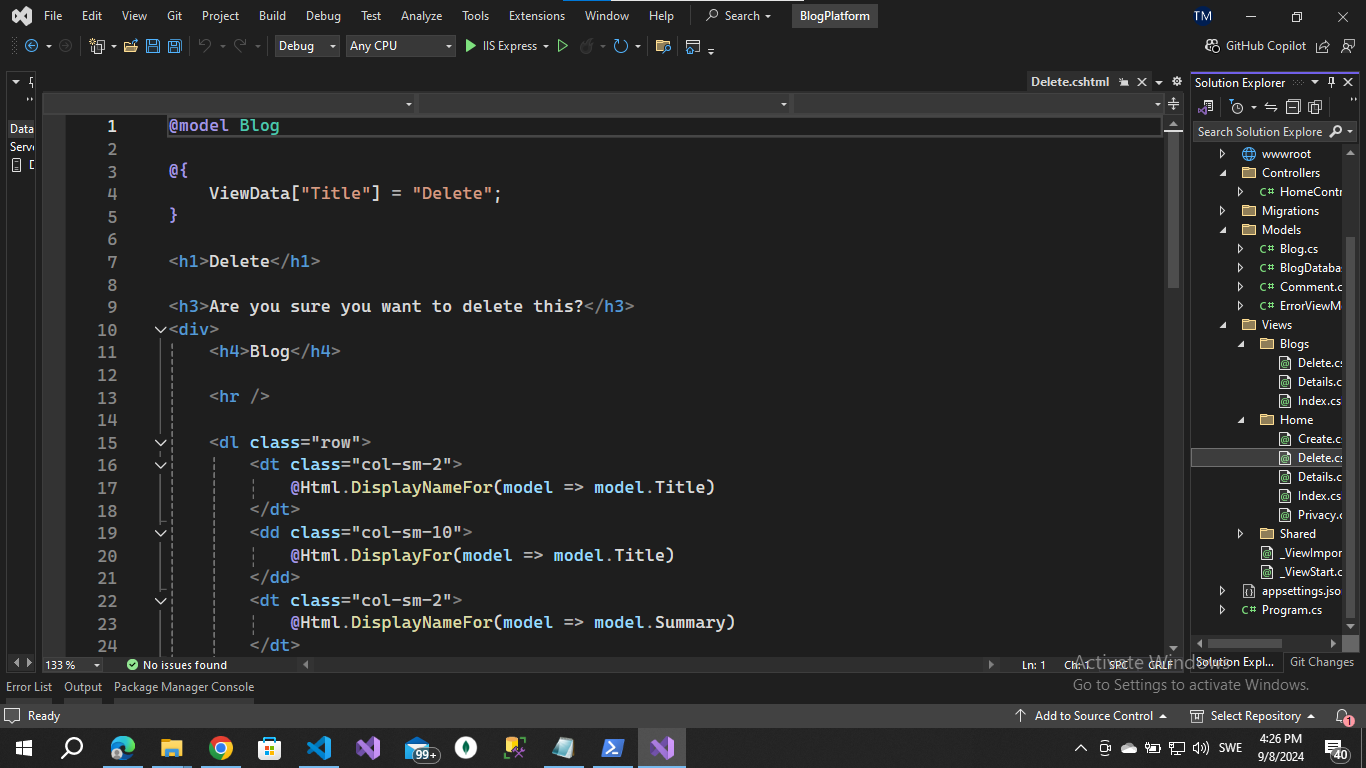 File Edit View Git Project Build Debug Test Analyze Tools Extensions Window Help Search BlogPlatform TM
Debug Any CPU IIS Express GitHub Copilot
Delete.cshtml
Solution Explorer
Data
Serve
Search Solution Explore
1 @model Blog
2
3 @{
4 ViewData["Title"] = "Delete";
5 }
6
7 <h1>Delete</h1>
8
9 <h3>Are you sure you want to delete this?</h3>
10 <div>
11 <h4>Blog</h4>
12
13 <hr />
14
15 <dl class="row">
16 <dt class="col-sm-2">
17 @Html.DisplayNameFor(model => model.Title)
18 </dt>
19 <dd class="col-sm-10">
20 @Html.DisplayFor(model => model.Title)
21 </dd>
22 <dt class="col-sm-2">
23 @Html.DisplayNameFor(model => model.Summary)
24 </dt>
wwwroot
Controllers
C# HomeContr
Migrations
Models
C# Blog.cs
C# BlogDataba
C# Comment.c
C# ErrorViewM
Views
Blogs
Delete.cs
Details.c
Index.cs
Home
Create.c
Delete.cs
Details.c
Index.cs
Privacy.c
Shared
_ViewImpor
_ViewStart.c
appsettings.jso
C# Program.cs
133 % No issues found Ln: 1 Ch: 1 SPC CRLF
Solution Expl... Git Changes
Activate Windows
Go to Settings to activate Windows.
Error List Output Package Manager Console
Ready Add to Source Control Select Repository 1
99+ SWE 4:26 PM
9/8/2024 40